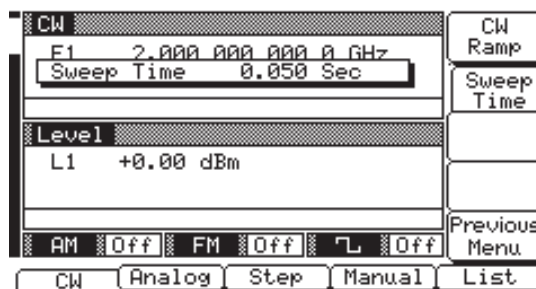 CW
F1 2.000 000 000 0 GHz
Sweep Time 0.050 Sec
Level
L1 +0.00 dBm
AM Off FM Off Off
CW Analog Step Manual List
CW
Ramp
Sweep
Time
Previous
Menu